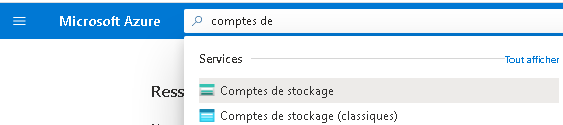 Microsoft Azure
comptes de
Services
Tout afficher
Ress
Comptes de stockage
Comptes de stockage (classiques)